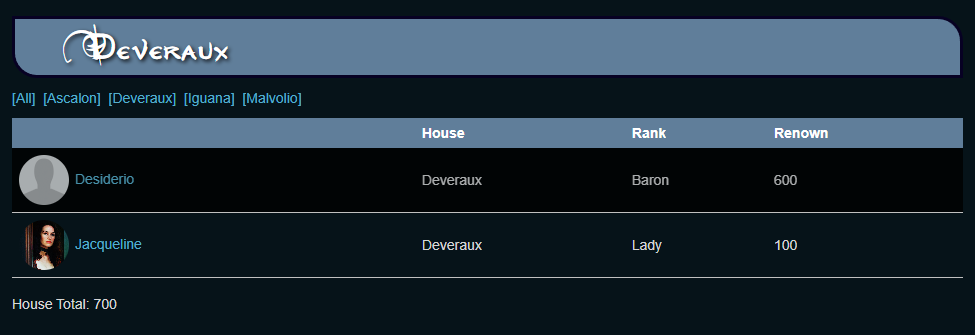 Deveraux
[All] [Ascalon] [Deveraux] [Iguana] [Malvolio]
House Rank Renown
Desiderio Deveraux Baron 600
Jacqueline Deveraux Lady 100
House Total: 700